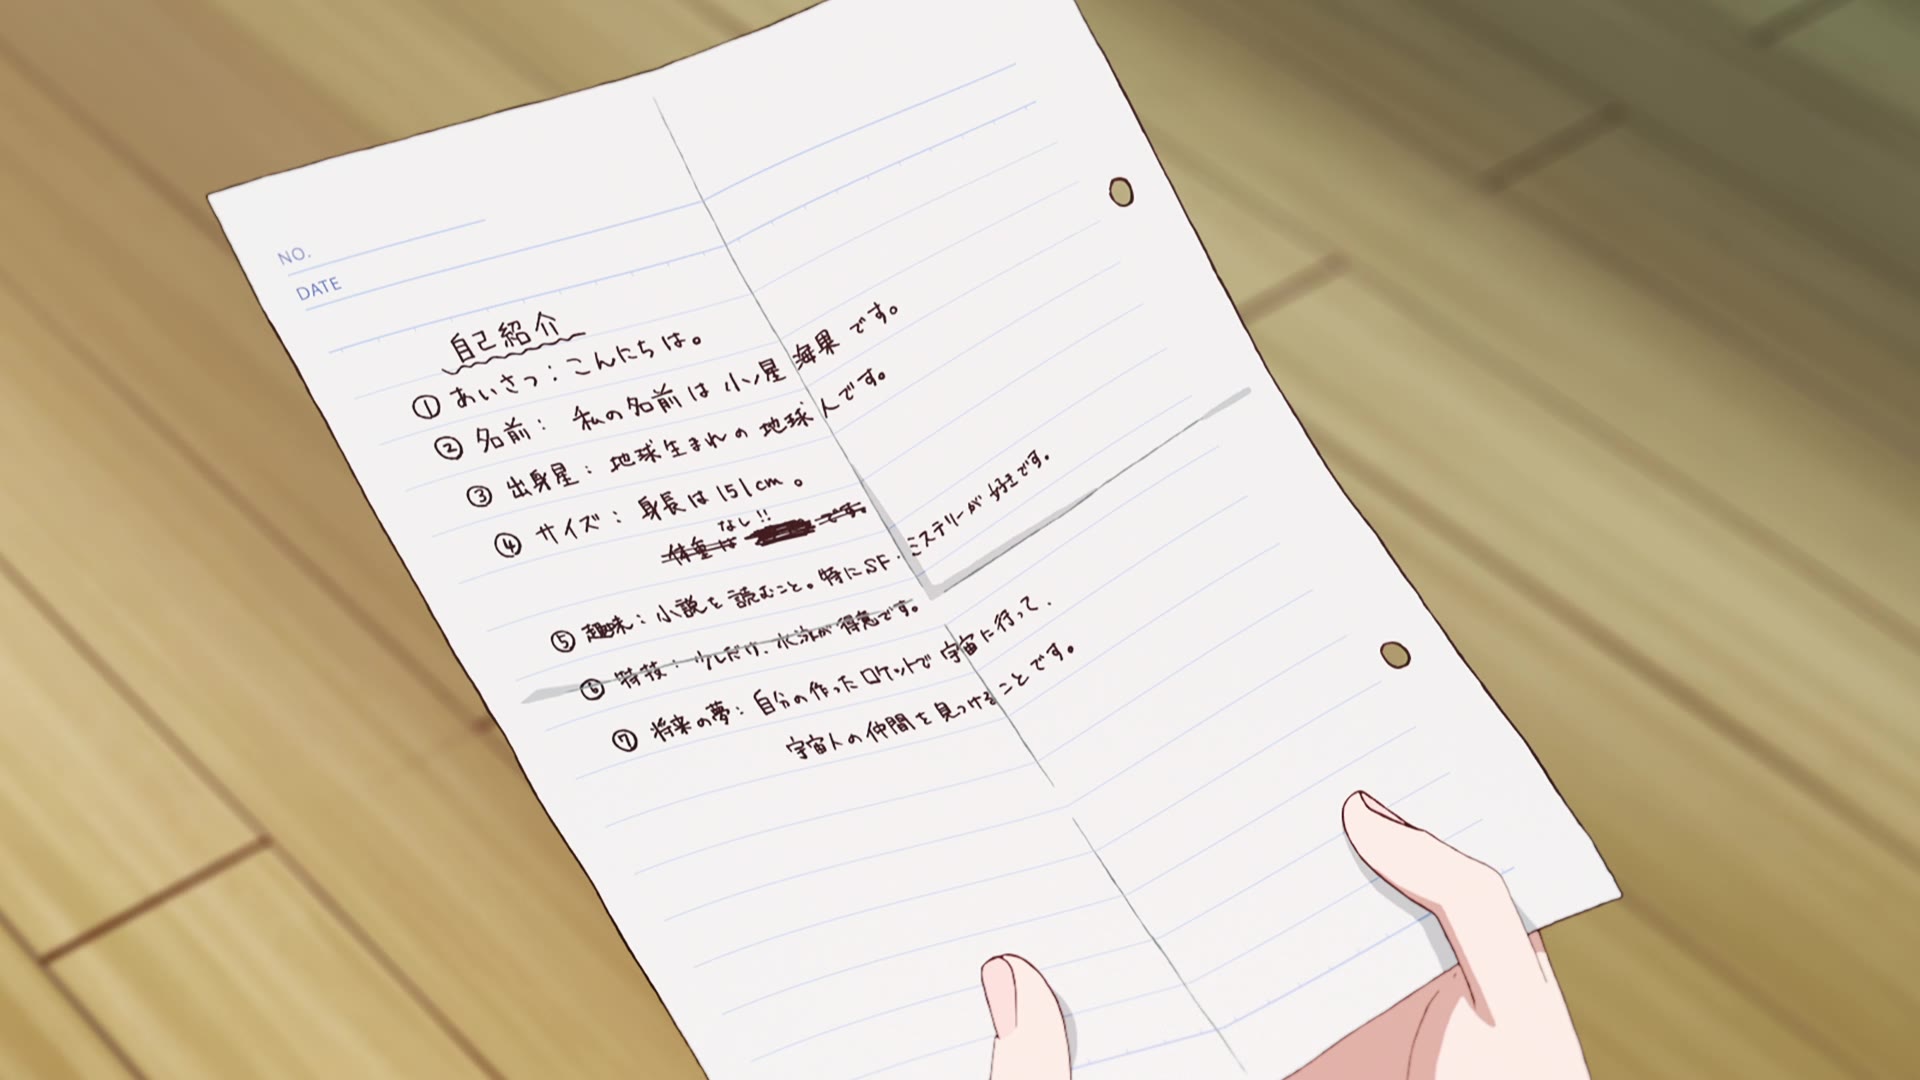 NO.
DATE
自己紹介
① あいさつ：こんにちは。
② 名前：私の名前は小ノ星海果です。
③ 出身星：地球生まれの地球人です。
④ サイズ：身長は151cm。
なし!!
体重は です。
⑤ 趣味：小説を読むこと。特にSF・ミステリーが好きです。
⑥ 特技：少しだけ、水泳が得意です。
⑦ 将来の夢：自分の作ったロケットで宇宙に行って、
宇宙人の仲間を見つけることです。